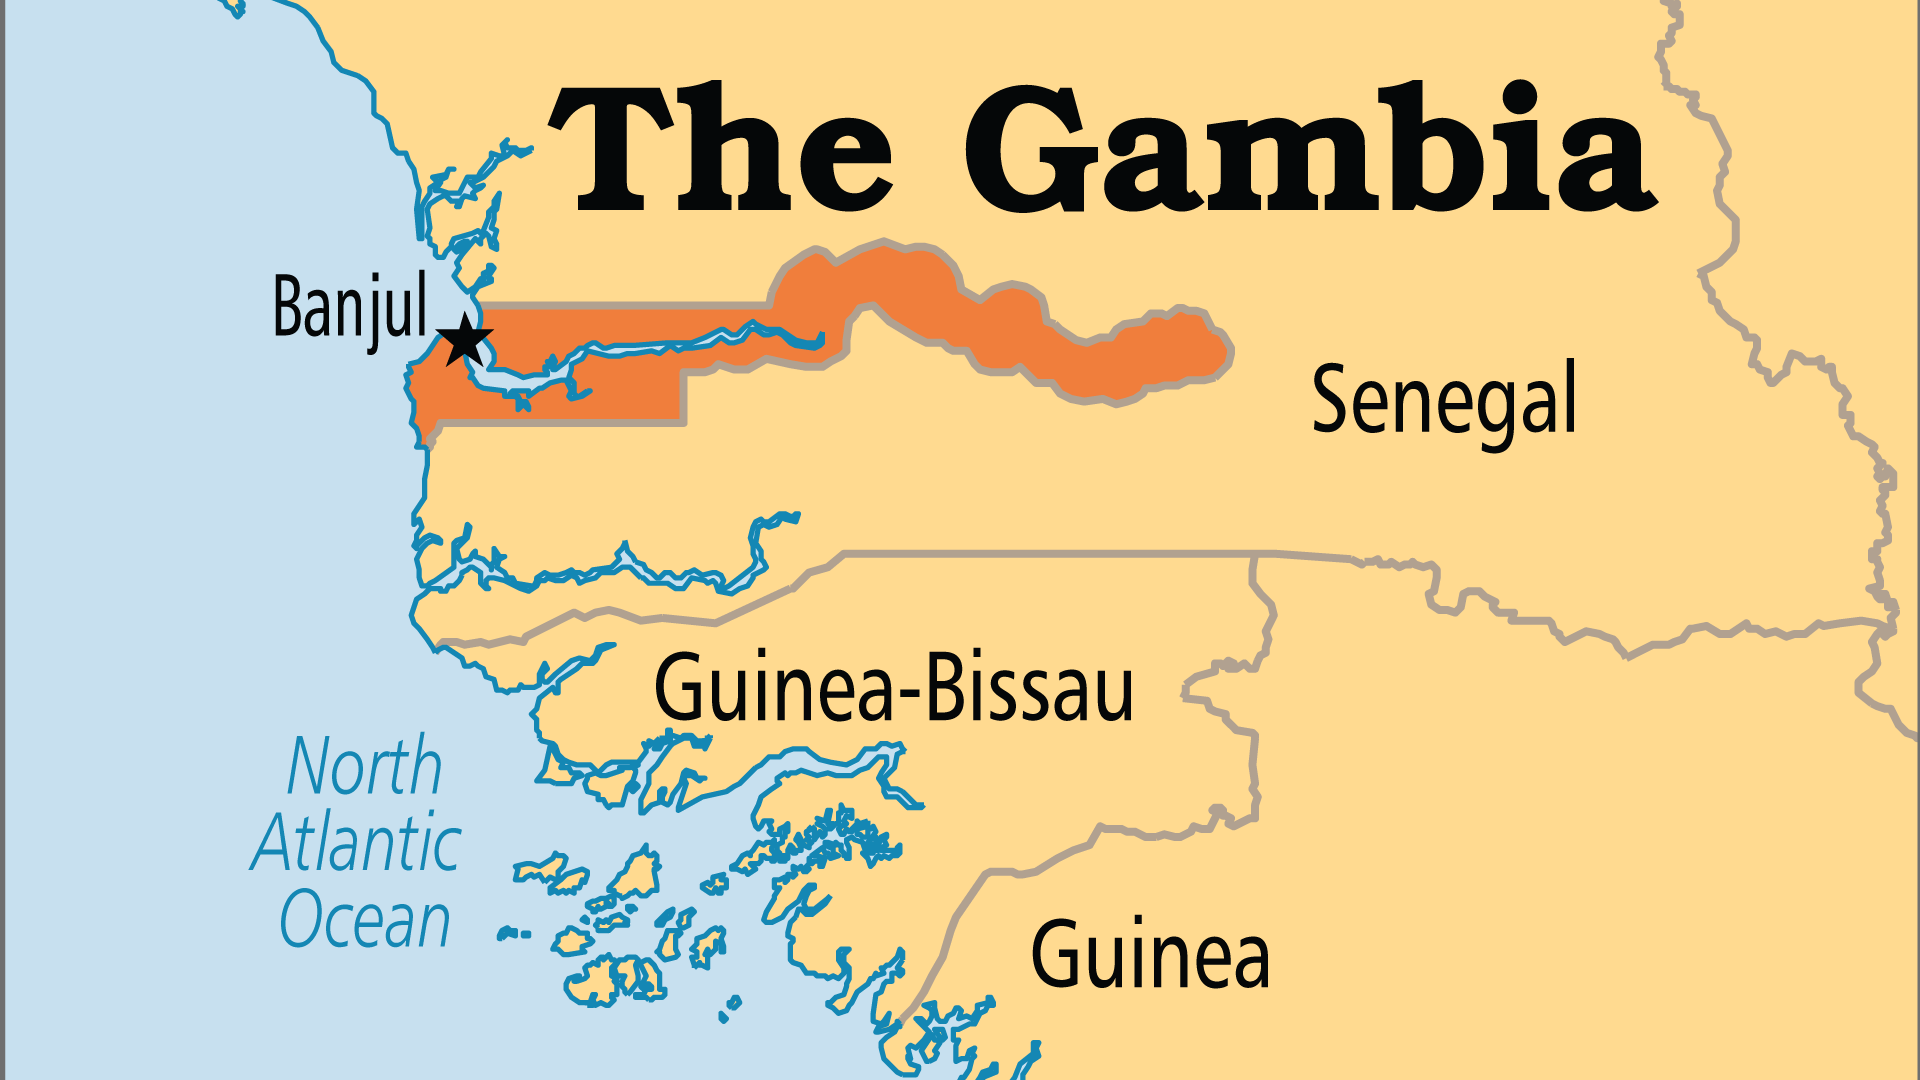 The Gambia
Banjul
Senegal
Guinea-Bissau
North
Atlantic
Ocean
Guinea